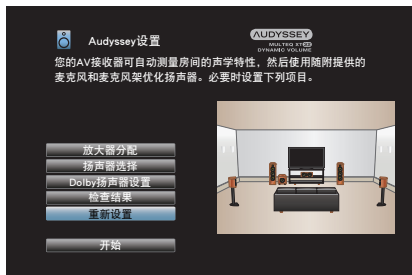 Audyssey设置
AUDYSSEY
MULTEQ XT32
DYNAMIC VOLUME
您的AV接收器可自动测量房间的声学特性，然后使用随附提供的
麦克风和麦克风架优化扬声器。必要时设置下列项目。
放大器分配
扬声器选择
Dolby扬声器设置
检查结果
重新设置
开始